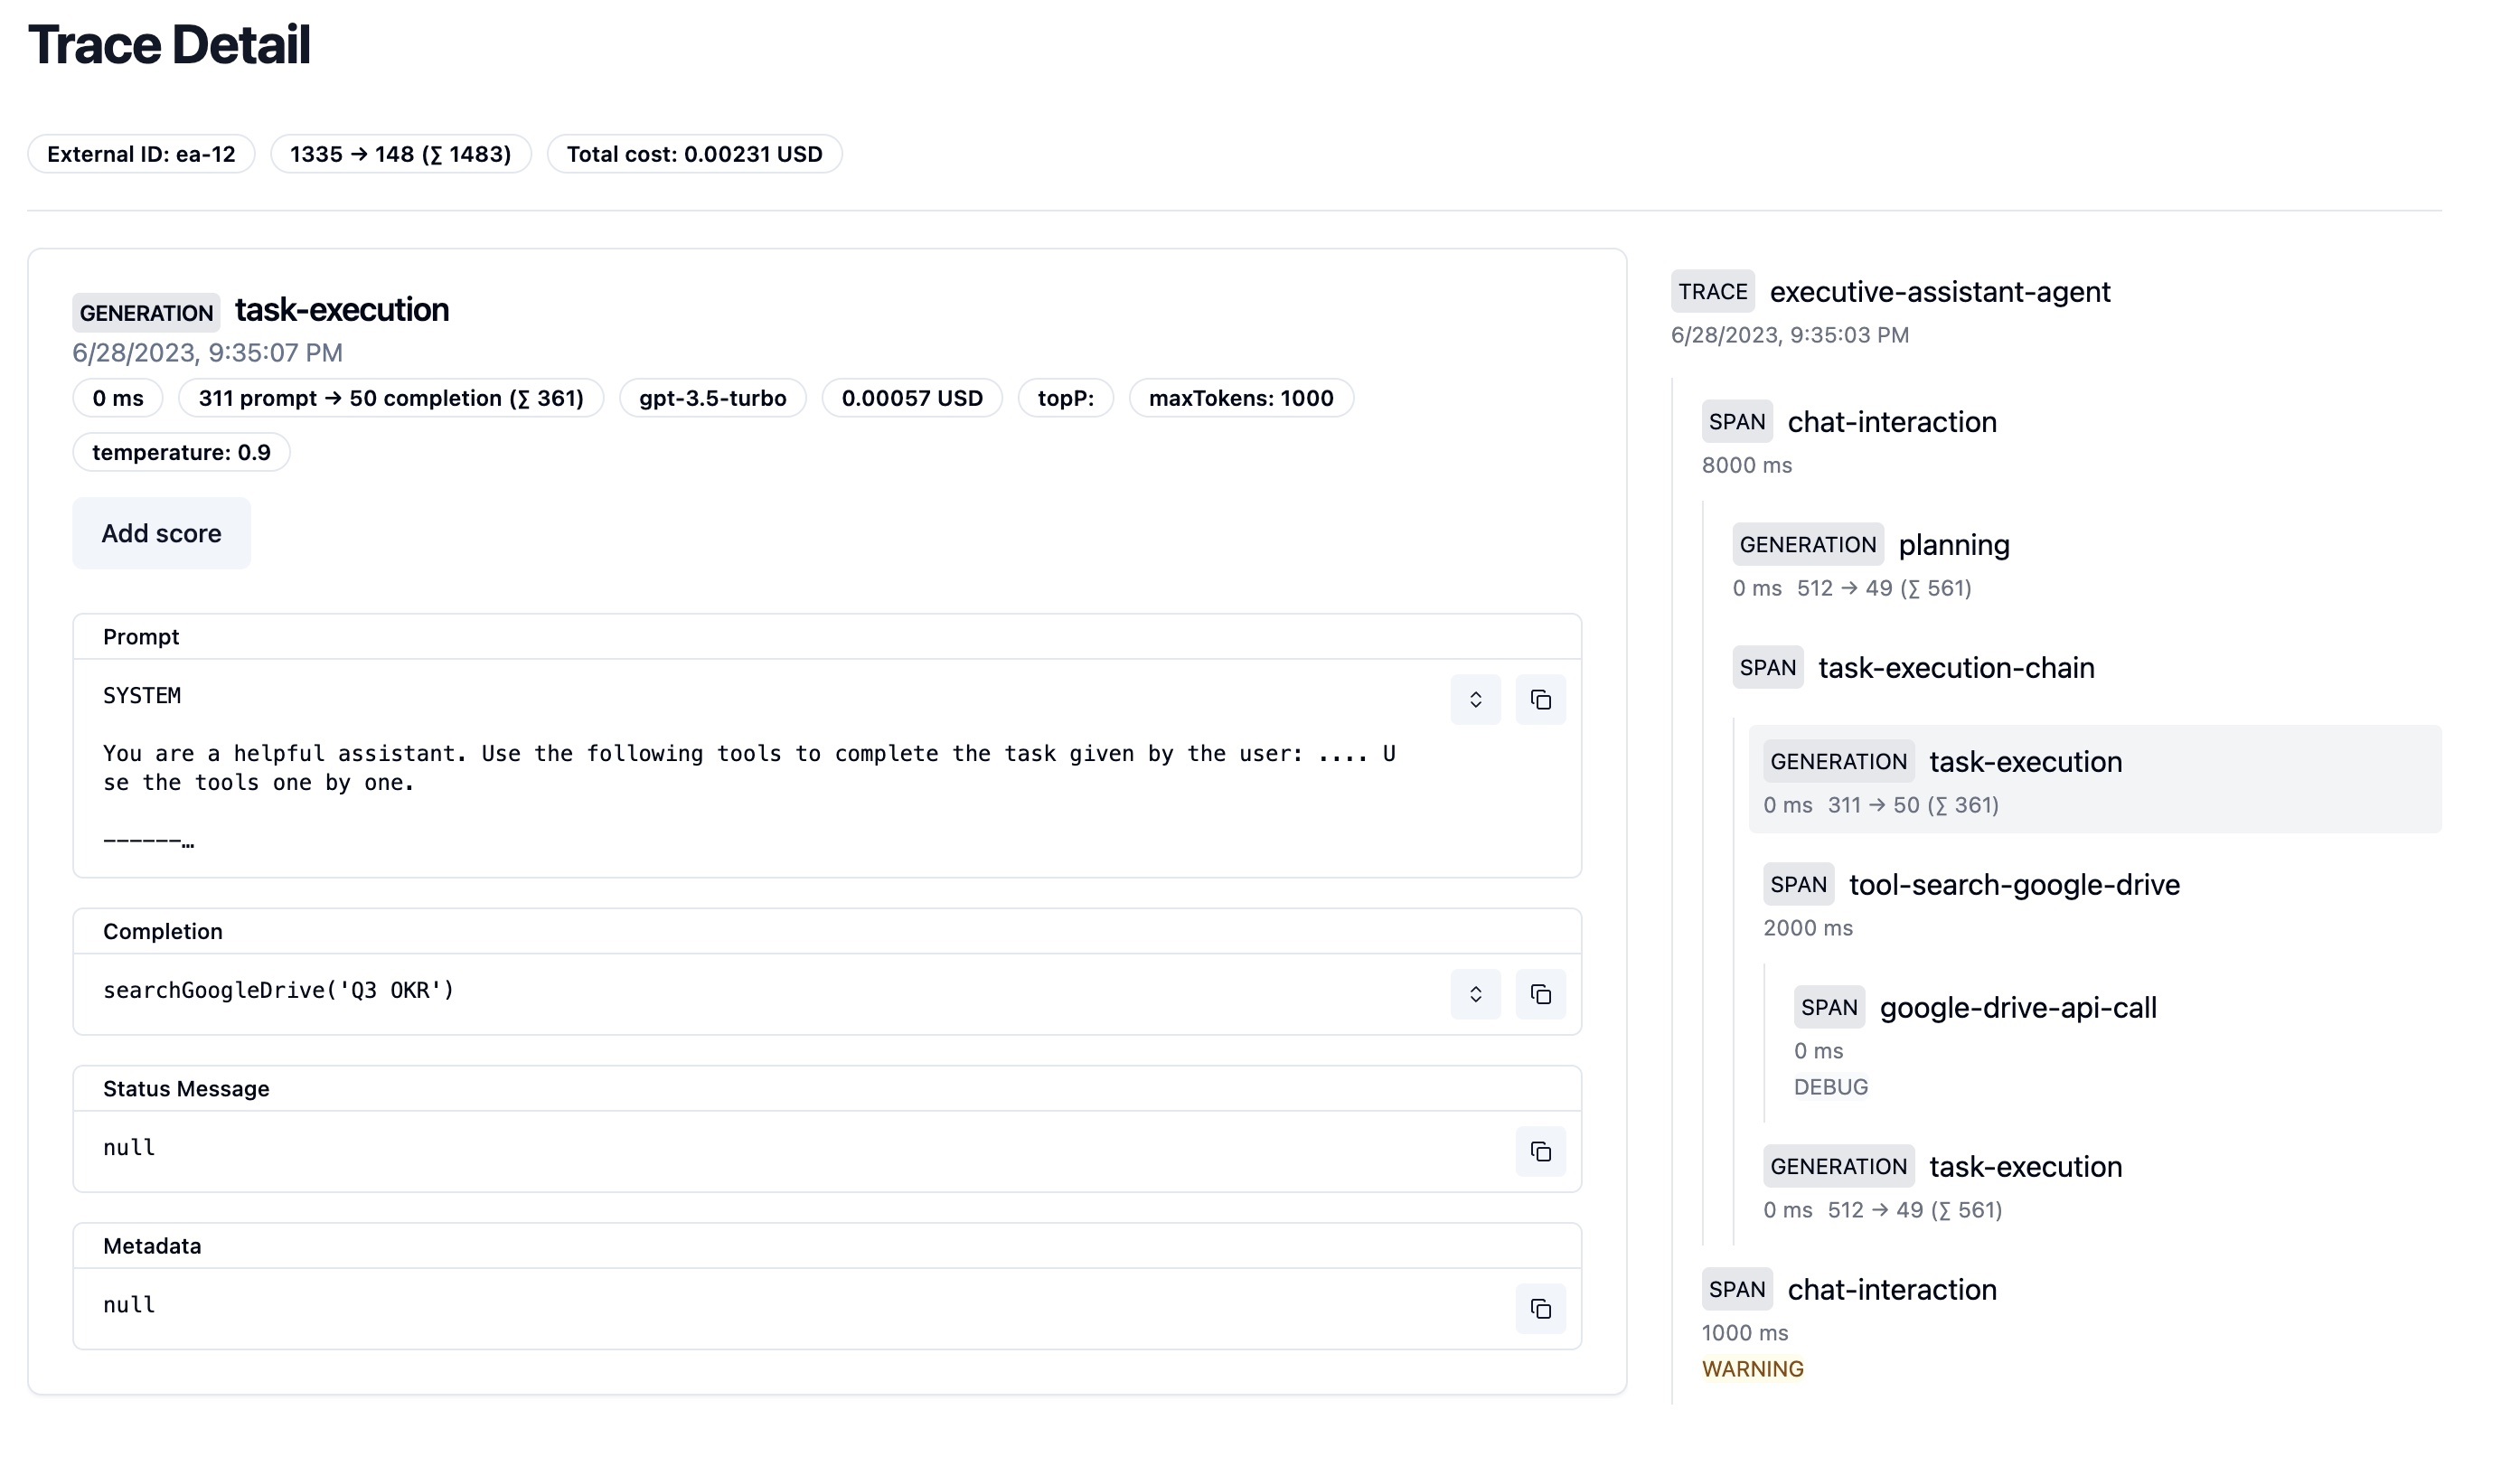 Trace Detail
External ID: ea-12
1335 → 148 (∑ 1483)
Total cost: 0.00231 USD
GENERATION task-execution
6/28/2023, 9:35:07 PM
0 ms
311 prompt → 50 completion (∑ 361)
gpt-3.5-turbo
0.00057 USD
topP:
maxTokens: 1000
temperature: 0.9
Add score
Prompt
SYSTEM
You are a helpful assistant. Use the following tools to complete the task given by the user: .... U
se the tools one by one.
––––––…
Completion
searchGoogleDrive('Q3 OKR')
Status Message
null
Metadata
null
TRACE executive-assistant-agent
6/28/2023, 9:35:03 PM
SPAN chat-interaction
8000 ms
GENERATION planning
0 ms 512 → 49 (∑ 561)
SPAN task-execution-chain
GENERATION task-execution
0 ms 311 → 50 (∑ 361)
SPAN tool-search-google-drive
2000 ms
SPAN google-drive-api-call
0 ms
DEBUG
GENERATION task-execution
0 ms 512 → 49 (∑ 561)
SPAN chat-interaction
1000 ms
WARNING